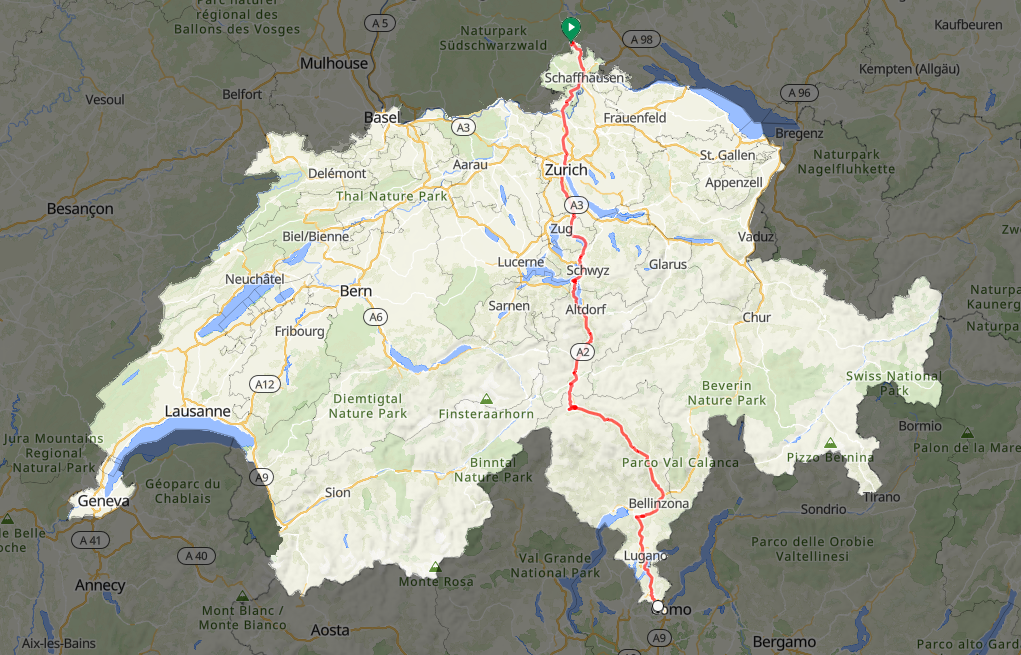 Parc naturel
régional des
Ballons des Vosges
A 5
Naturpark
Südschwarzwald
A 98
Kaufbeuren
Mulhouse
Schaffhausen
Kempten (Allgäu)
Vesoul
Belfort
A 96
Basel
A3
Frauenfeld
Bregenz
Aarau
Zurich
St. Gallen
Naturpark
Nagelfluhkette
Delémont
Appenzell
Thal Nature Park
Besançon
A3
Biel/Bienne
Zug
Vaduz
Lucerne
Schwyz
Glarus
Neuchâtel
Bern
Sarnen
Altdorf
Naturpa
Kaunerg
A6
Chur
Naturpa
Fribourg
A2
A12
Swiss National
Park
Beverin
Nature Park
Diemtigtal
Nature Park
Finsteraarhorn
Lausanne
Bormio
Jura Mountains
Regional
Natural Park
Palon de la Mare
Pizzo Bernina
Binntal
Nature Park
Parco Val Calanca
A9
Géoparc du
Chablais
Sion
Geneva
Bellinzona
Tirano
Sondrio
le Belle
oche
A 41
Parco delle Orobie
Valtellinesi
A 40
Lugano
Val Grande
National Park
Annecy
Monte Rosa
Mont Blanc /
Monte Bianco
Como
Aosta
A9
Aix-les-Bains
Bergamo
Parco alto Gard